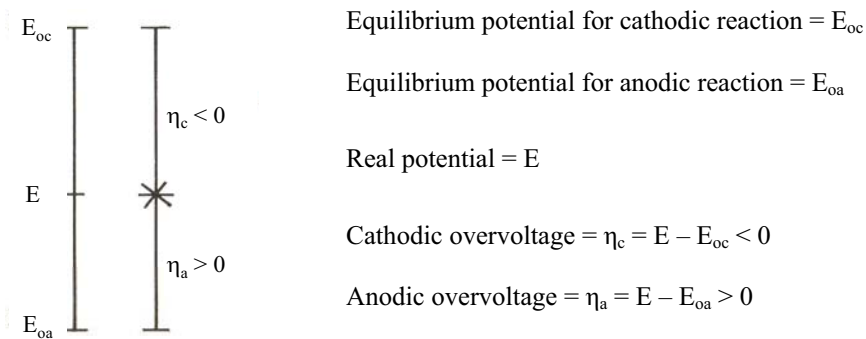 E_oc
Equilibrium potential for cathodic reaction = E_oc
Equilibrium potential for anodic reaction = E_oa
η_c < 0
Real potential = E
E
Cathodic overvoltage = η_c = E – E_oc < 0
η_a > 0
Anodic overvoltage = η_a = E – E_oa > 0
E_oa